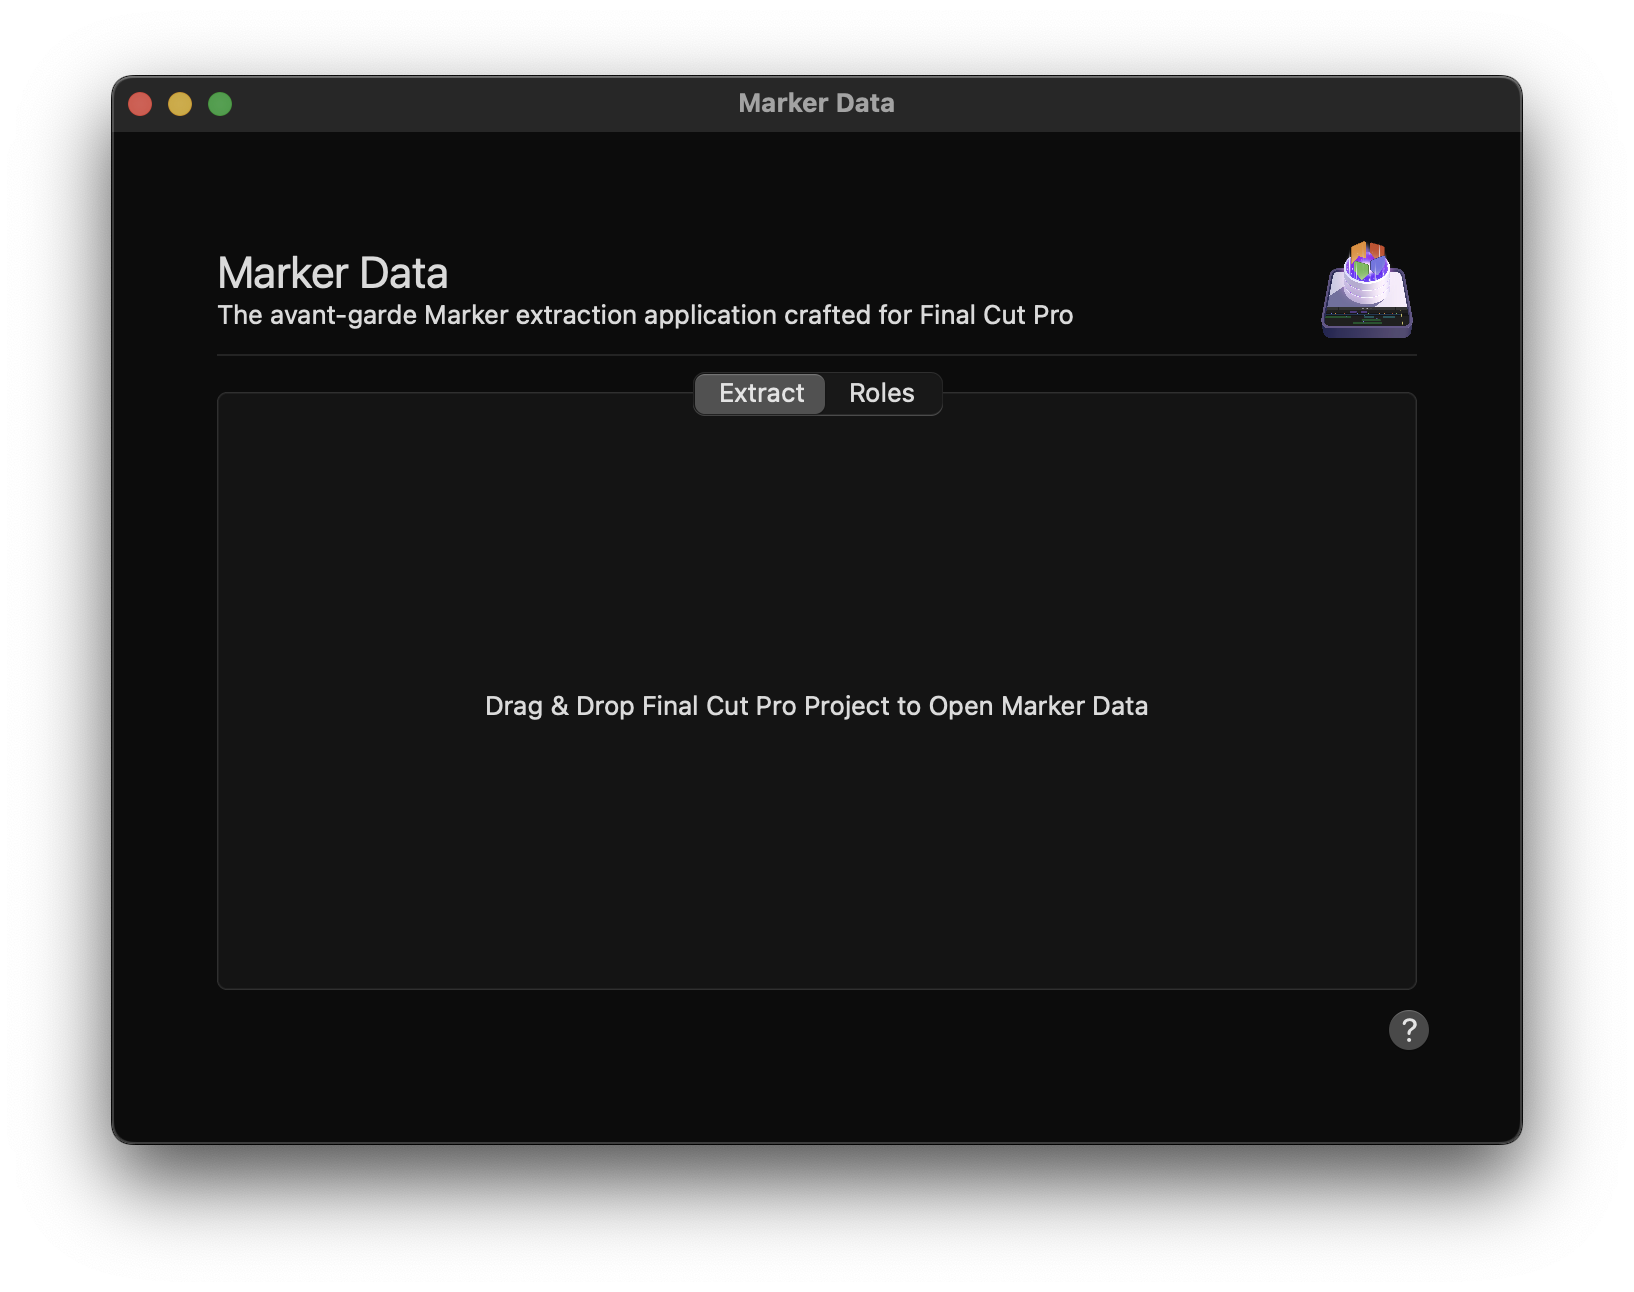 Marker Data
Marker Data
The avant-garde Marker extraction application crafted for Final Cut Pro
Extract Roles
Drag & Drop Final Cut Pro Project to Open Marker Data
?